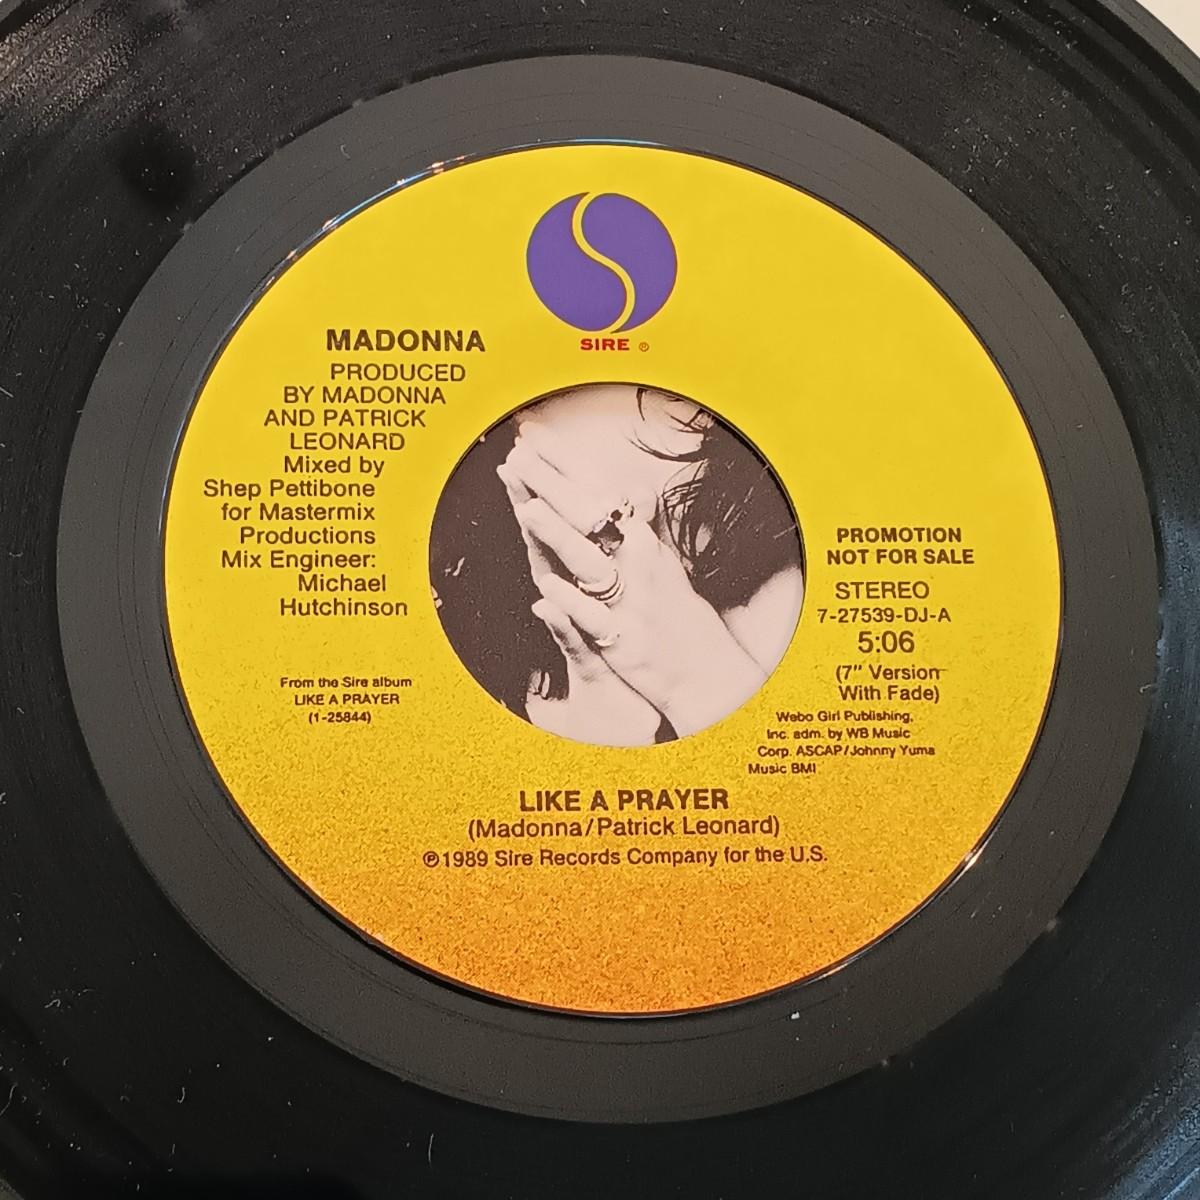 SIRE ®
MADONNA
PRODUCED
BY MADONNA
AND PATRICK
LEONARD
Mixed by
Shep Pettibone
for Mastermix
Productions
Mix Engineer:
Michael
Hutchinson
From the Sire album
LIKE A PRAYER
(1-25844)
PROMOTION
NOT FOR SALE
STEREO
7-27539-DJ-A
5:06
(7" Version
With Fade)
Webo Girl Publishing,
Inc. adm. by WB Music
Corp. ASCAP/Johnny Yuma
Music BMI
LIKE A PRAYER
(Madonna/Patrick Leonard)
℗1989 Sire Records Company for the U.S.